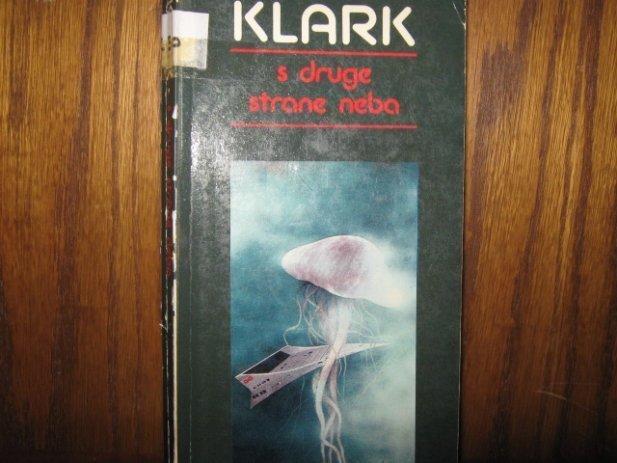 KLARK
s druge
strane neba